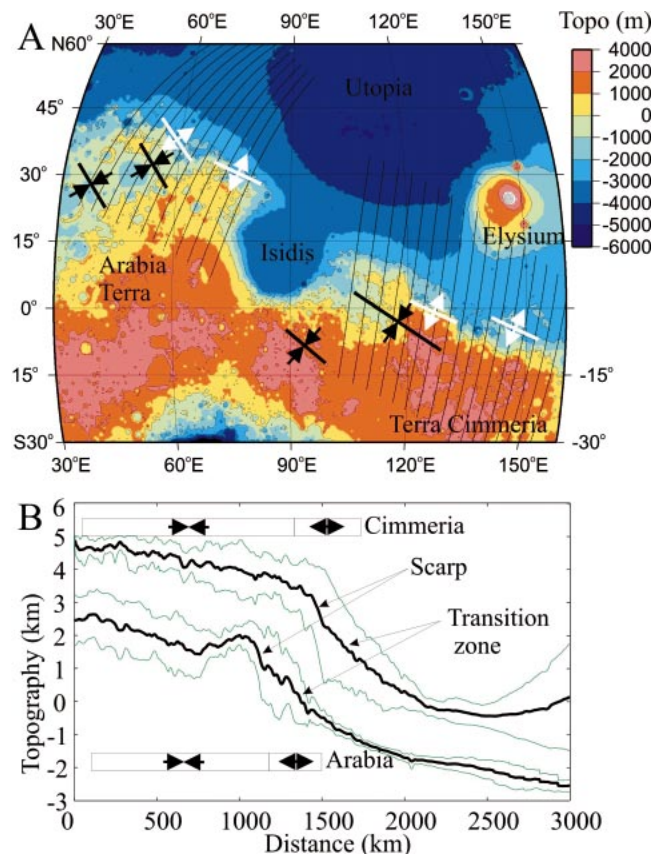 A
30°E 60°E 90°E 120°E 150°E Topo (m)
N60°
45°
30°
15°
0°
S30°
Utopia
Isidis
Elysium
Arabia
Terra
Terra Cimmeria
-15°
-30°
30°E 60°E 90°E 120°E 150°E
4000
2000
1000
0
-1000
-2000
-3000
-4000
-5000
-6000
B
Topography (km)
6
5
4
3
2
1
0
-1
-2
-3
Cimmeria
Scarp
Transition
zone
Arabia
0 500 1000 1500 2000 2500 3000
Distance (km)